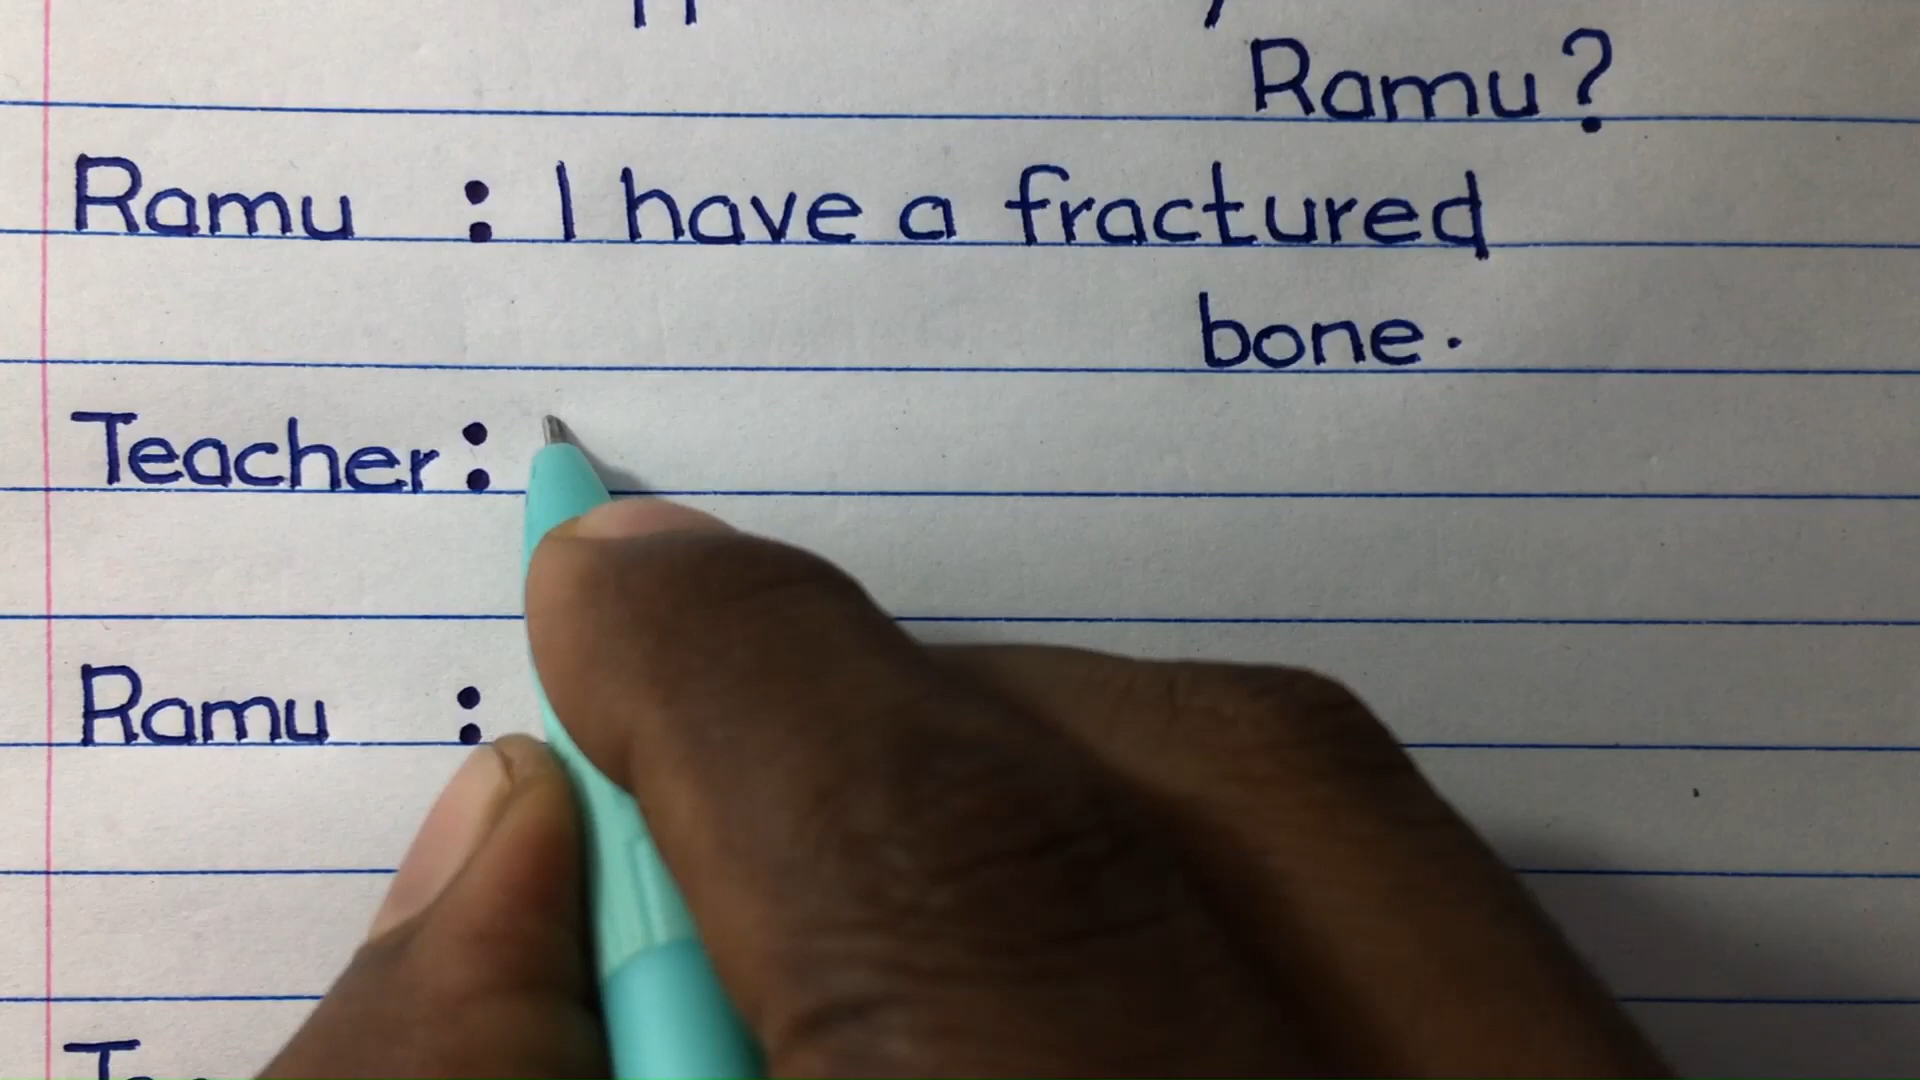 Ramu?
Ramu : I have a fractured
bone.
Teacher :
Ramu :